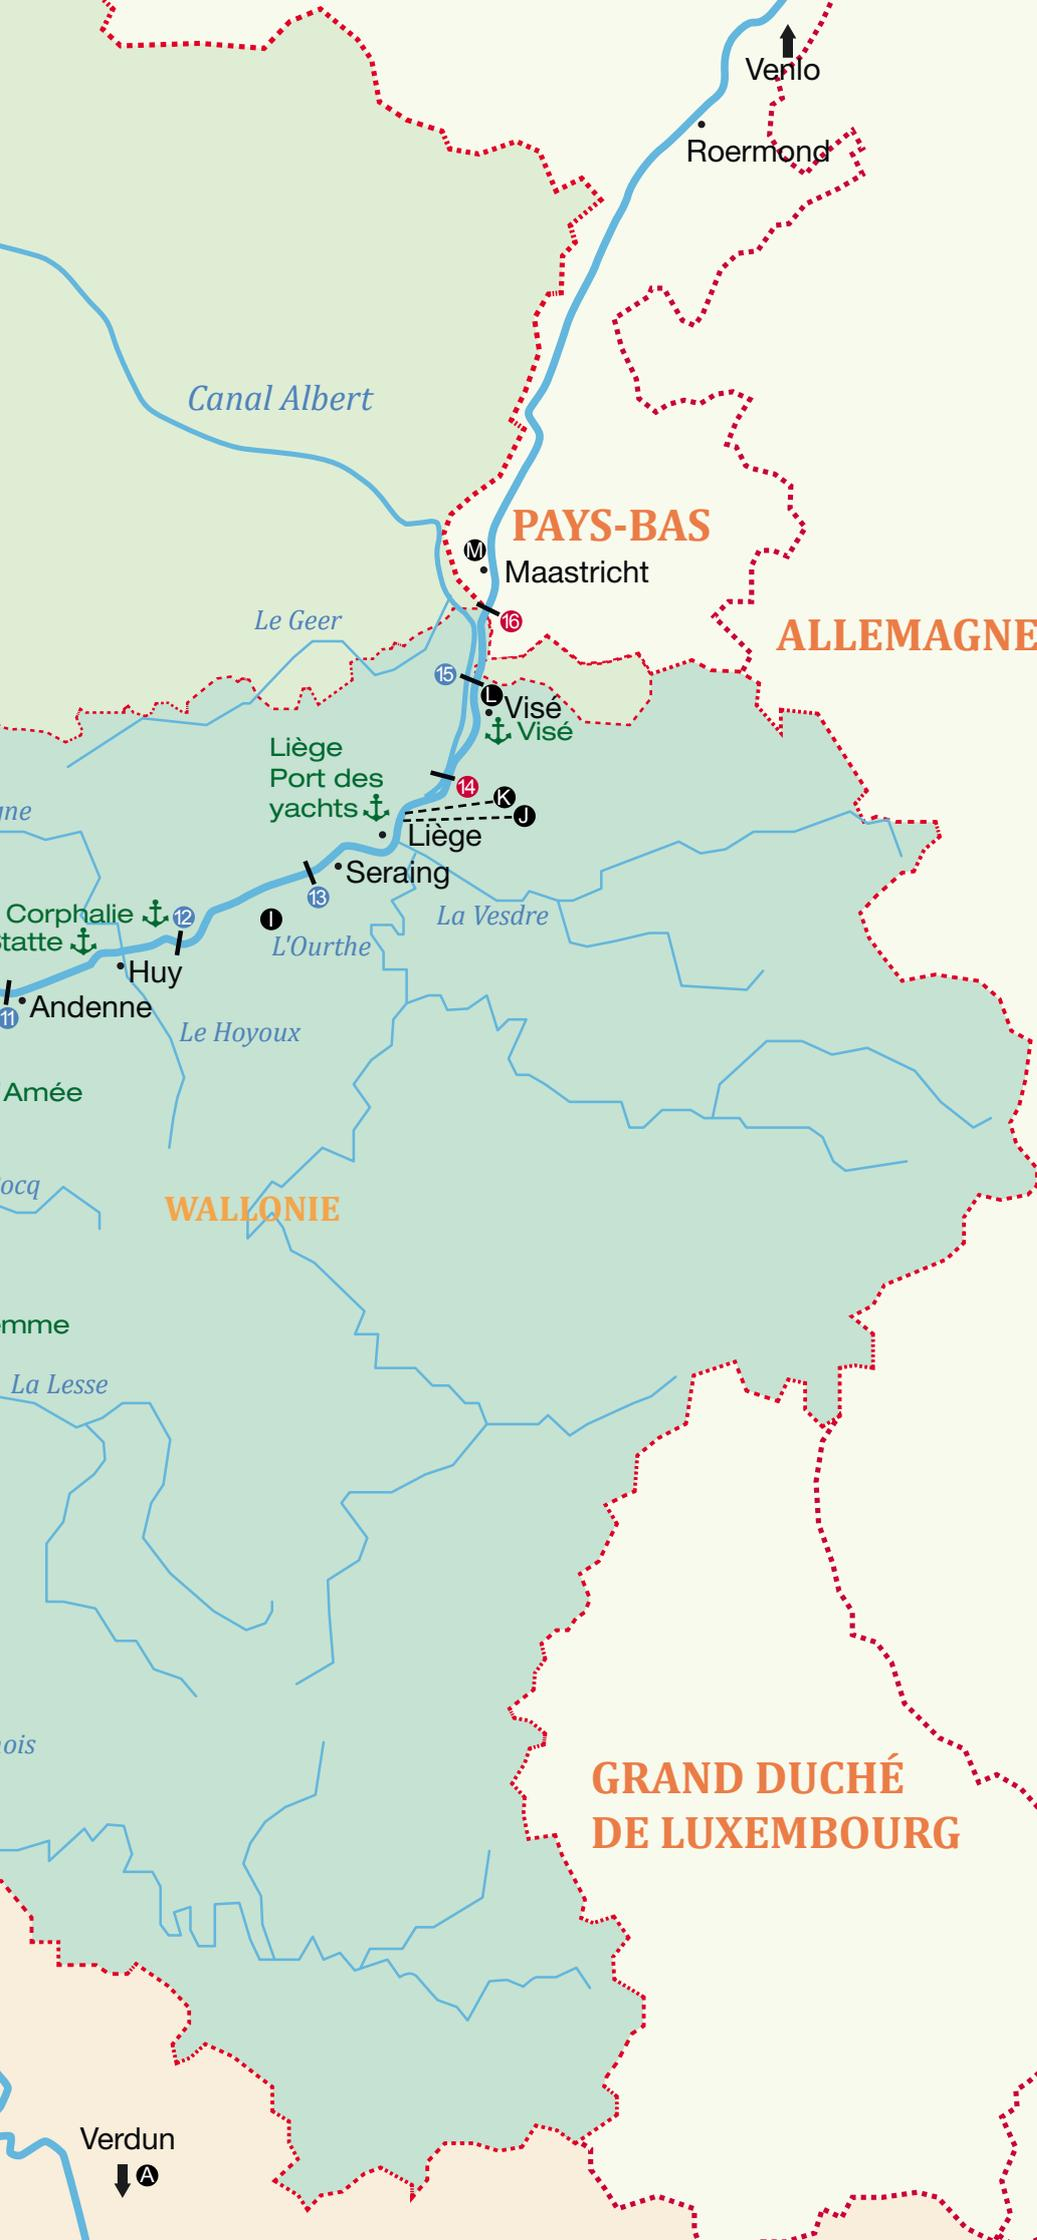 Venlo
Roermond
Canal Albert
PAYS-BAS
M
Maastricht
Le Geer
16
ALLEMAGNE
15
L
Visé
Visé
Liège
Port des
yachts
14
K
J
Liège
Seraing
13
La Vesdre
Corphalie
12
I
L'Ourthe
Huy
Andenne
11
Le Hoyoux
Amée
WALLONIE
La Lesse
GRAND DUCHÉ
DE LUXEMBOURG
Verdun
A